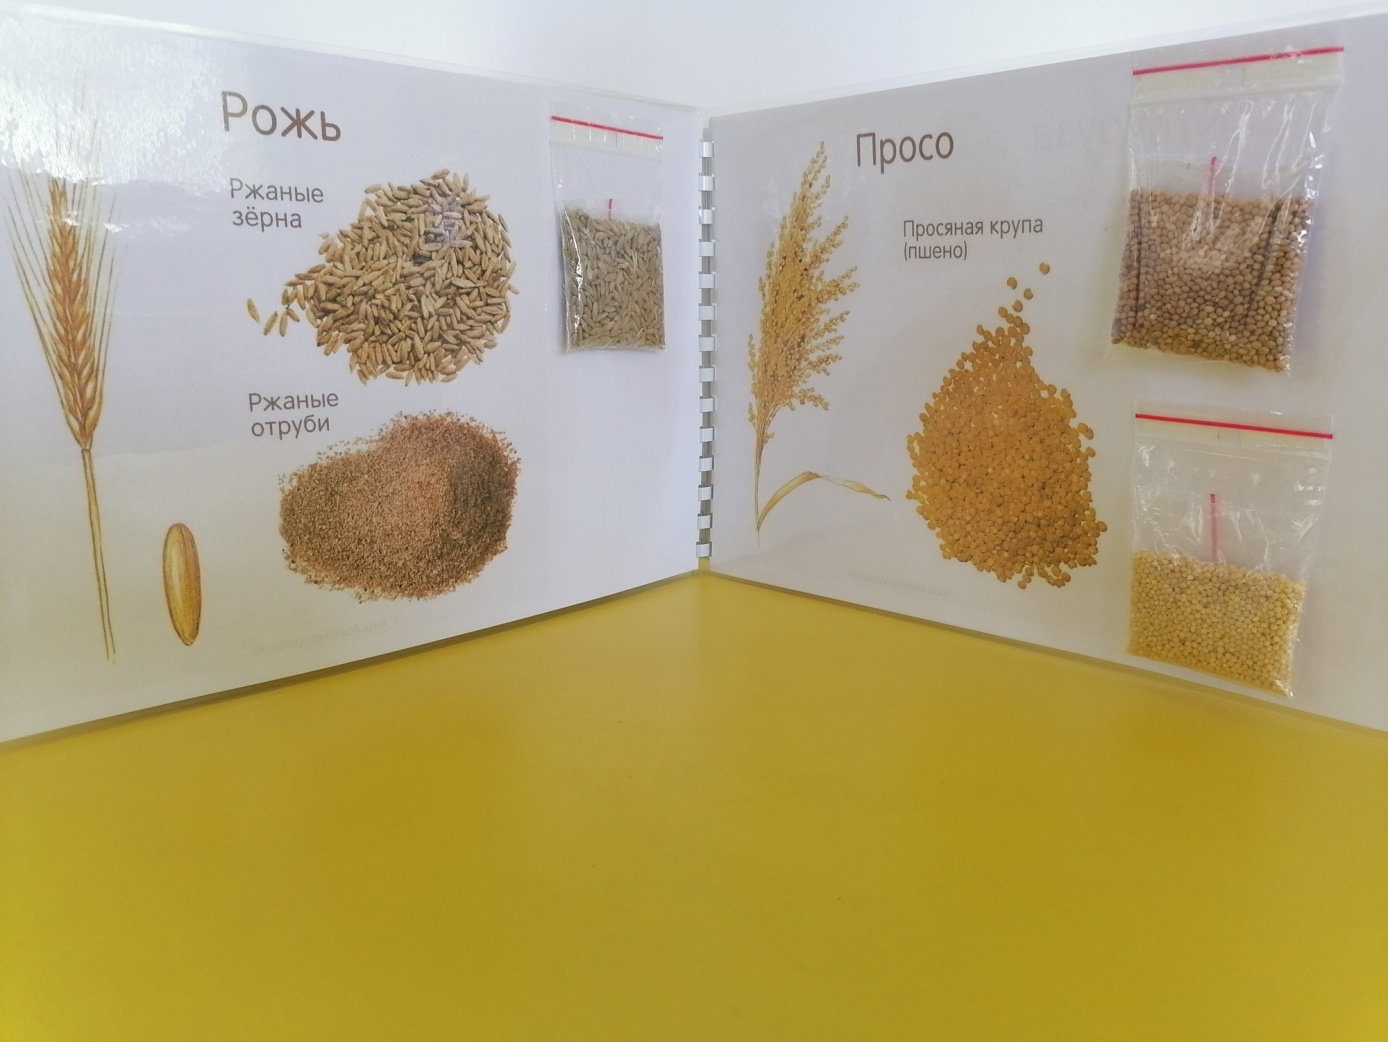 Рожь
Ржаные
зёрна
Ржаные
отруби
Просо
Просяная крупа
(пшено)